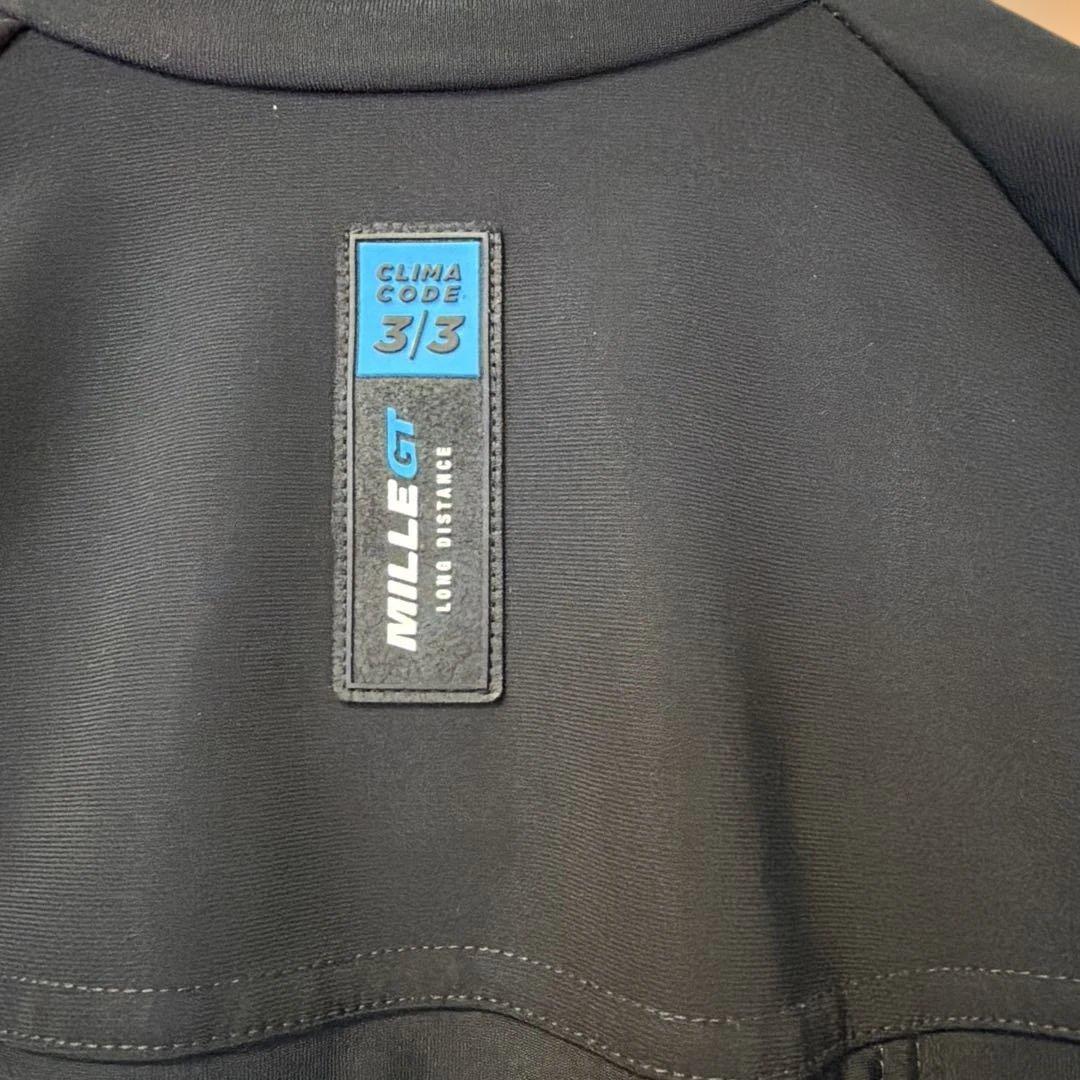 CLIMA
CODE
3/3
MILLEGT
LONG DISTANCE